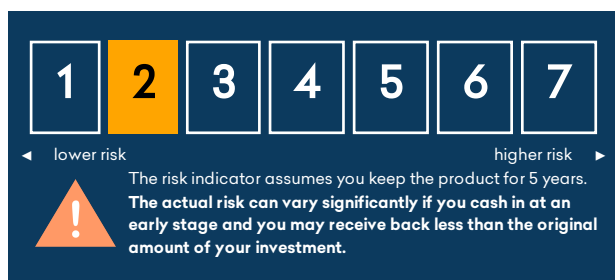 1 2 3 4 5 6 7
◄ lower risk higher risk ►
The risk indicator assumes you keep the product for 5 years.
The actual risk can vary significantly if you cash in at an
early stage and you may receive back less than the original
amount of your investment.